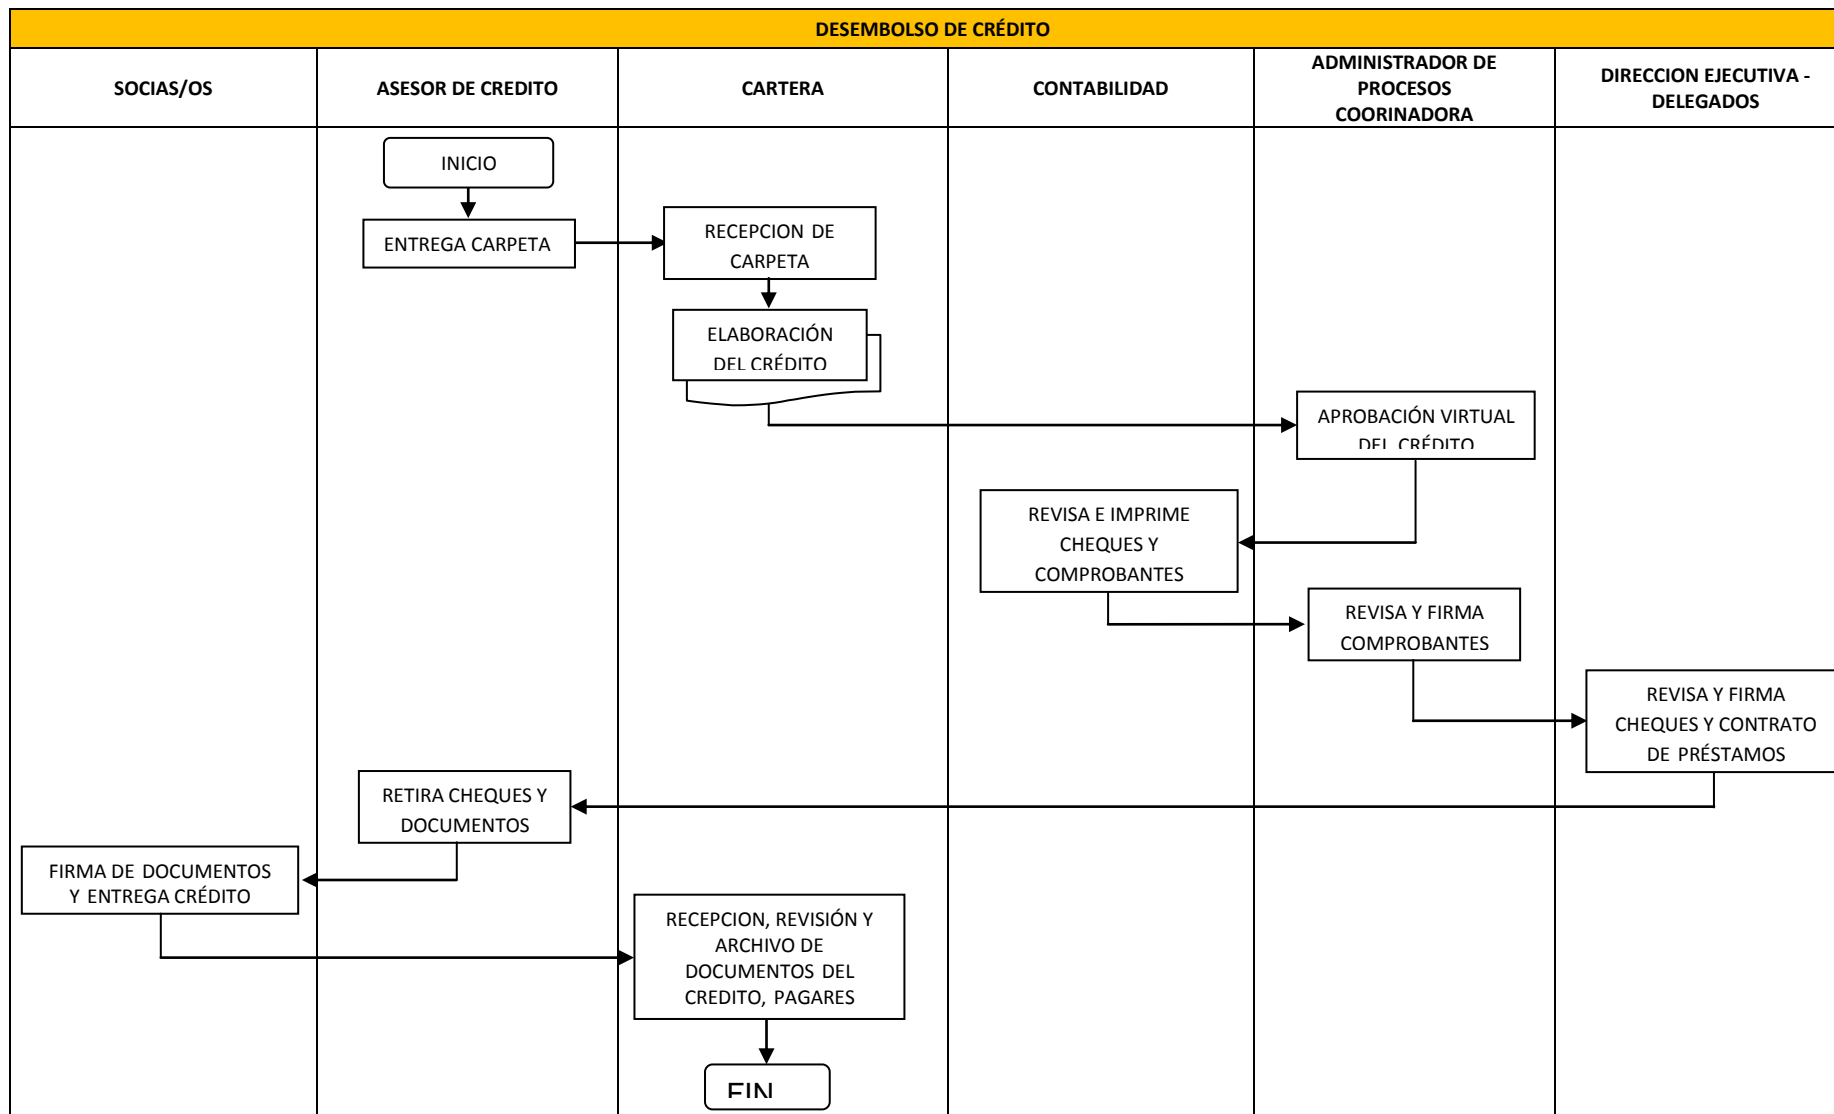 DESEMBOLSO DE CRÉDITO
SOCIAS/OS
ASESOR DE CREDITO
CARTERA
CONTABILIDAD
ADMINISTRADOR DE
PROCESOS
COORINADORA
DIRECCION EJECUTIVA -
DELEGADOS
INICIO
ENTREGA CARPETA
RECEPCION DE
CARPETA
ELABORACIÓN
DEL CRÉDITO
APROBACIÓN VIRTUAL
DEL CRÉDITO
REVISA E IMPRIME
CHEQUES Y
COMPROBANTES
REVISA Y FIRMA
COMPROBANTES
REVISA Y FIRMA
CHEQUES Y CONTRATO
DE PRÉSTAMOS
RETIRA CHEQUES Y
DOCUMENTOS
FIRMA DE DOCUMENTOS
Y ENTREGA CRÉDITO
RECEPCION, REVISIÓN Y
ARCHIVO DE
DOCUMENTOS DEL
CREDITO, PAGARES
FIN